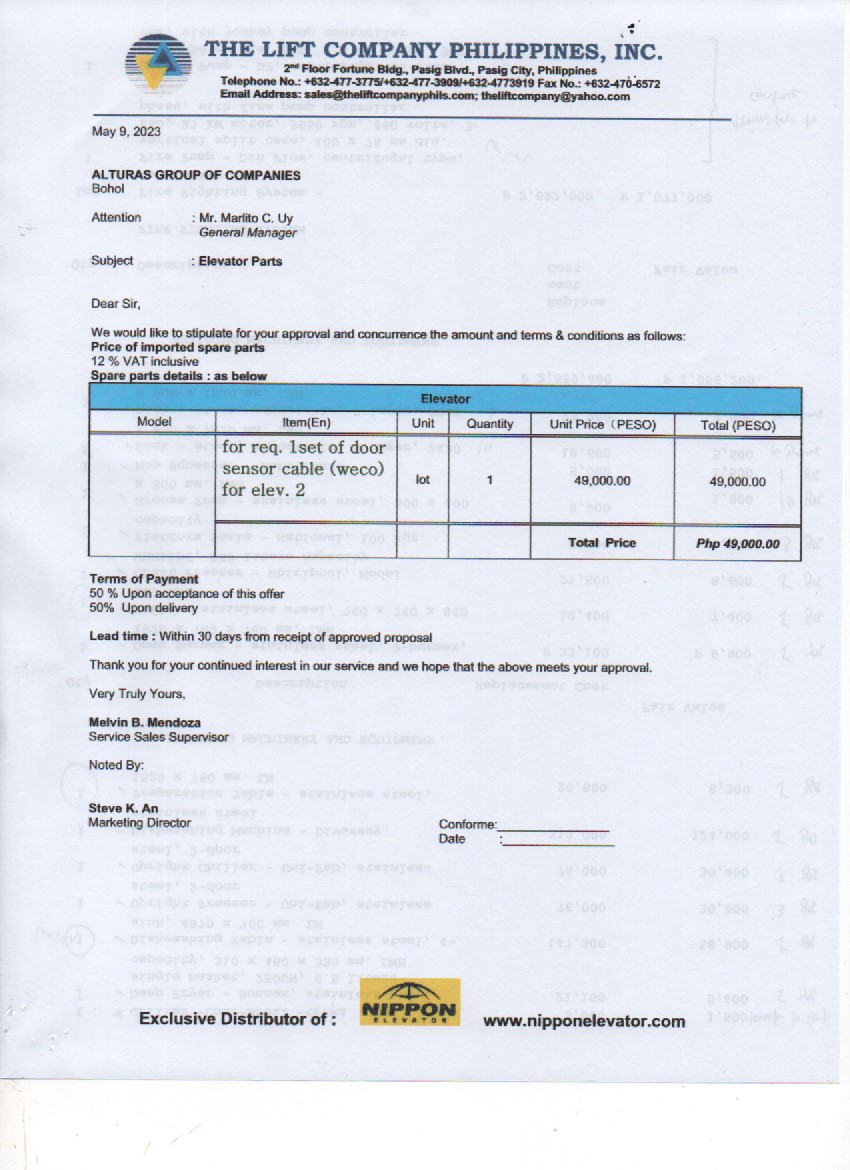 THE LIFT COMPANY PHILIPPINES, INC.
2nd Floor Fortune Bldg., Pasig Blvd., Pasig City, Philippines
Telephone No.: +632-477-3775/+632-477-3909/+632-4773919 Fax No.: +632-470-6572
Email Address: sales@theliftcompanyphils.com; theliftcompany@yahoo.com
May 9, 2023
ALTURAS GROUP OF COMPANIES
Bohol
Attention : Mr. Marlito C. Uy
General Manager
Subject : Elevator Parts
Dear Sir,
We would like to stipulate for your approval and concurrence the amount and terms & conditions as follows:
Price of imported spare parts
12 % VAT inclusive
Spare parts details : as below
Elevator
Model Item(En) Unit Quantity Unit Price (PESO) Total (PESO)
for req. 1set of door
sensor cable (weco)
for elev. 2
lot 1 49,000.00 49,000.00
Total Price Php 49,000.00
Terms of Payment
50 % Upon acceptance of this offer
50% Upon delivery
Lead time : Within 30 days from receipt of approved proposal
Thank you for your continued interest in our service and we hope that the above meets your approval.
Very Truly Yours,
Melvin B. Mendoza
Service Sales Supervisor
Noted By:
Steve K. An
Marketing Director
Conforme:
Date :
Exclusive Distributor of :
NIPPON
ELEVATOR
www.nipponelevator.com